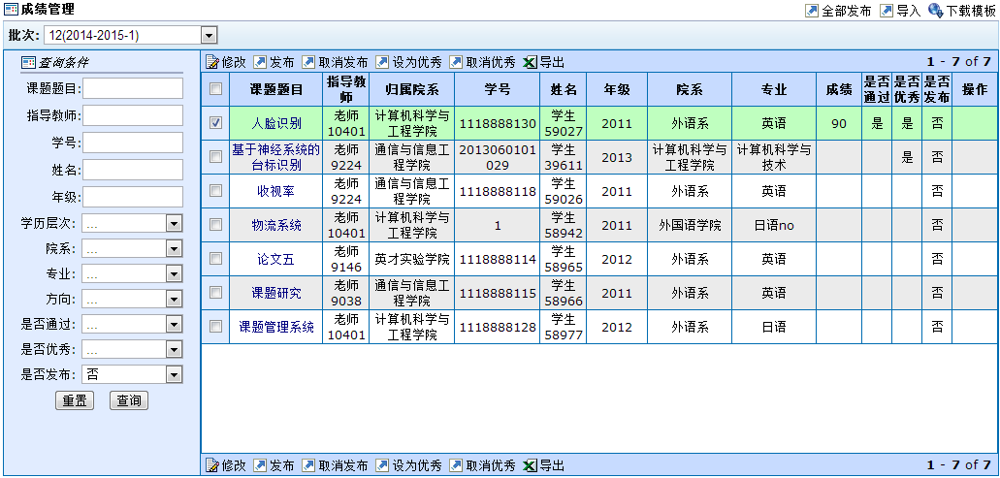 成绩管理
全部发布 导入 下载模板
批次: 12(2014-2015-1)
查询条件
课题题目:
指导教师:
学号:
姓名:
年级:
学历层次: ...
院系: ...
专业: ...
方向: ...
是否通过: ...
是否优秀: ...
是否发布: 否
重置 查询
修改 发布 取消发布 设为优秀 取消优秀 导出 1 - 7 of 7
课题题目 指导教师 归属院系 学号 姓名 年级 院系 专业 成绩 是否通过 是否优秀 是否发布 操作
人脸识别 老师10401 计算机科学与工程学院 1118888130 学生59027 2011 外语系 英语 90 是 是 否
基于神经系统的台标识别 老师9224 通信与信息工程学院 2013060101029 学生39611 2013 计算机科学与工程学院 计算机科学与技术 是 否
收视率 老师9224 通信与信息工程学院 1118888118 学生59026 2011 外语系 英语 否
物流系统 老师10401 计算机科学与工程学院 1 学生58942 2011 外国语学院 日语no 否
论文五 老师9146 英才实验学院 1118888114 学生58965 2012 外语系 英语 否
课题研究 老师9038 通信与信息工程学院 1118888115 学生58966 2011 外语系 英语 否
课题管理系统 老师10401 计算机科学与工程学院 1118888128 学生58977 2012 外语系 日语 否
修改 发布 取消发布 设为优秀 取消优秀 导出 1 - 7 of 7